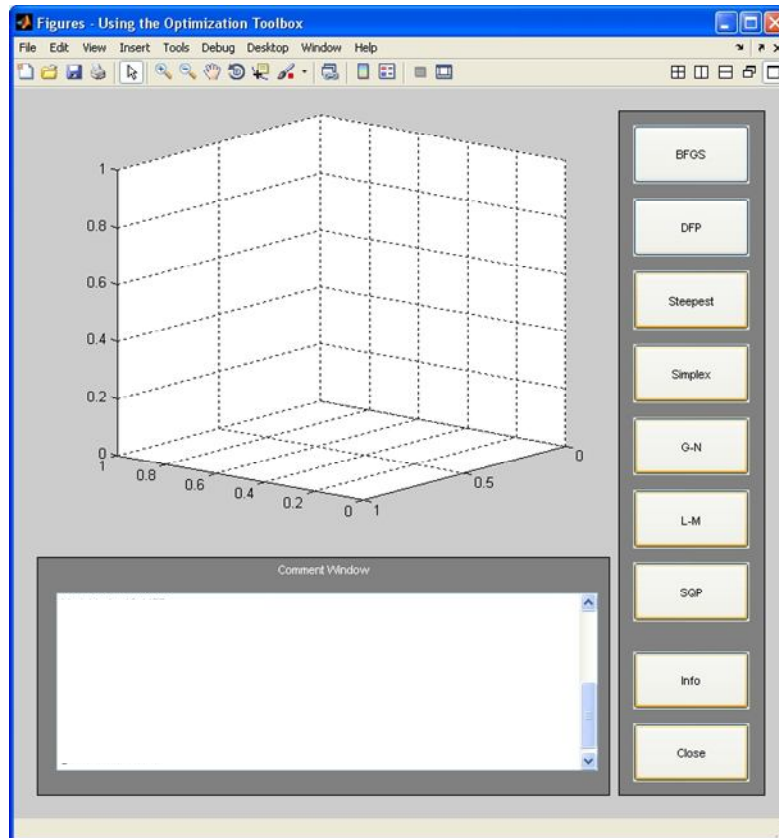 Figures - Using the Optimization Toolbox
File Edit View Insert Tools Debug Desktop Window Help
1
0.8
0.6
0.4
0.2
0
1
0.8
0.6
0.4
0.2
0
1
0.5
0
BFGS
DFP
Steepest
Simplex
G-N
L-M
SQP
Info
Close
Comment Window